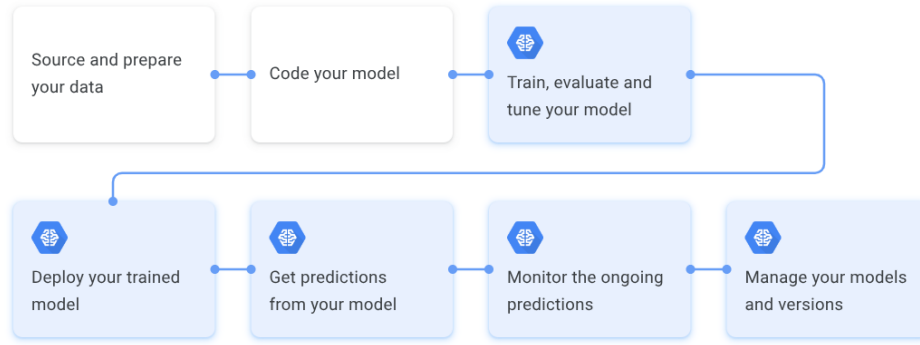 Source and prepare
your data
Code your model
Train, evaluate and
tune your model
Deploy your trained
model
Get predictions
from your model
Monitor the ongoing
predictions
Manage your models
and versions